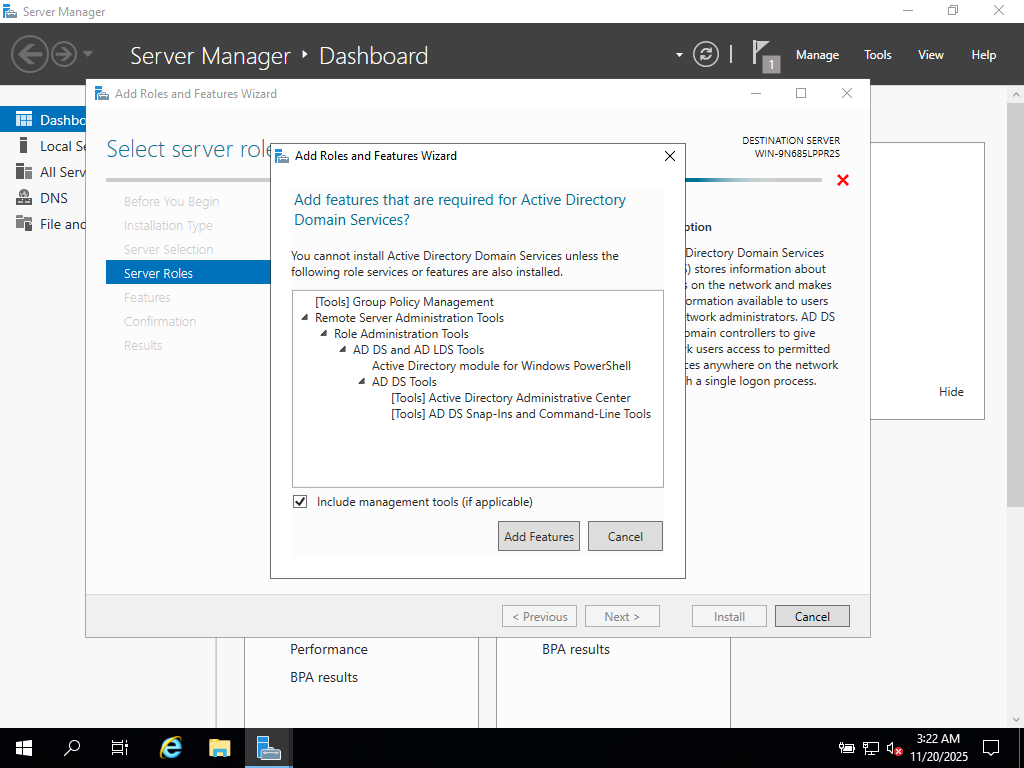 Server Manager
Server Manager
Dashboard
1
Manage
Tools
View
Help
Add Roles and Features Wizard
Dashbo
Local Se
All Serv
DNS
File and
Select server role
DESTINATION SERVER
WIN-9N685LPPR2S
Before You Begin
Installation Type
Server Selection
Server Roles
Features
Confirmation
Results
Add Roles and Features Wizard
Add features that are required for Active Directory
Domain Services?
You cannot install Active Directory Domain Services unless the
following role services or features are also installed.
[Tools] Group Policy Management
Remote Server Administration Tools
Role Administration Tools
AD DS and AD LDS Tools
Active Directory module for Windows PowerShell
AD DS Tools
[Tools] Active Directory Administrative Center
[Tools] AD DS Snap-Ins and Command-Line Tools
Include management tools (if applicable)
Add Features
Cancel
ption
Directory Domain Services
) stores information about
s on the network and makes
ormation available to users
twork administrators. AD DS
omain controllers to give
rk users access to permitted
ces anywhere on the network
h a single logon process.
Hide
< Previous
Next >
Install
Cancel
Performance
BPA results
BPA results
3:22 AM
11/20/2025